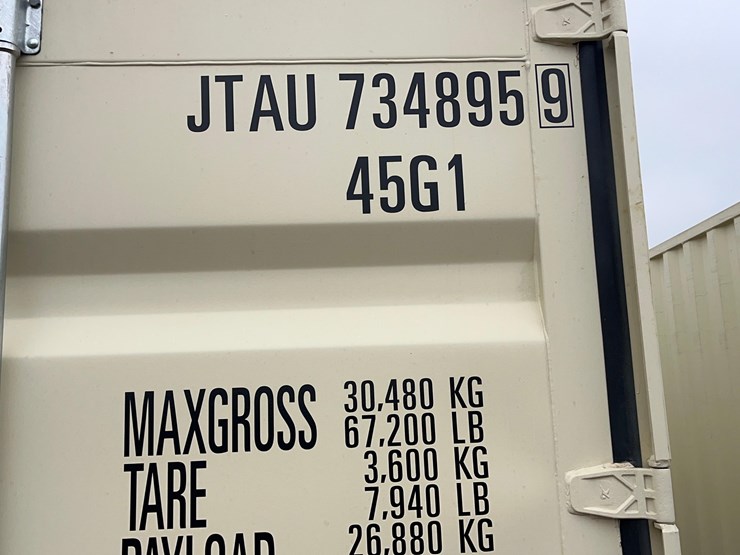 JTAU 734895 9
45G1
MAXGROSS 30,480 KG
67,200 LB
TARE 3,600 KG
7,940 LB
PAYLOAD 26,880 KG